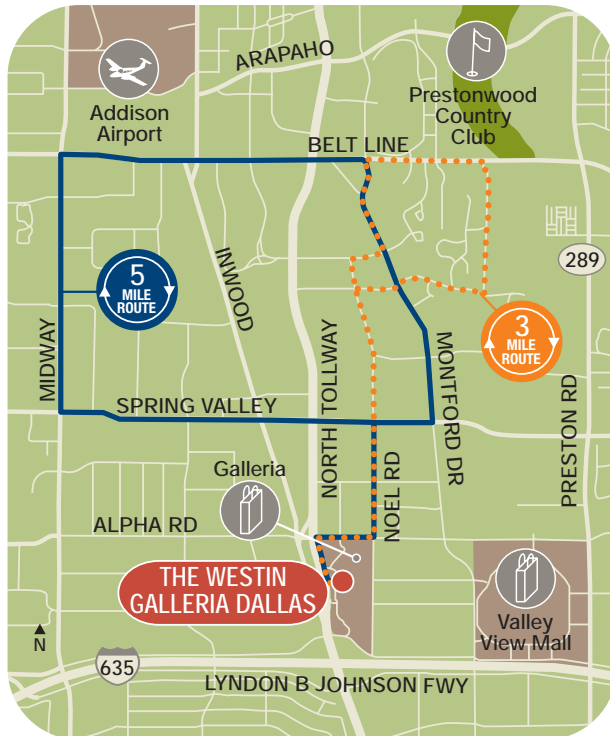 ARAPAHO
Addison
Airport
Prestonwood
Country
Club
BELT LINE
289
5
MILE
ROUTE
INWOOD
3
MILE
ROUTE
MIDWAY
NORTH TOLLWAY
MONTFORD DR
PRESTON RD
SPRING VALLEY
Galleria
NOEL RD
ALPHA RD
THE WESTIN
GALLERIA DALLAS
Valley
View Mall
N
635
LYNDON B JOHNSON FWY